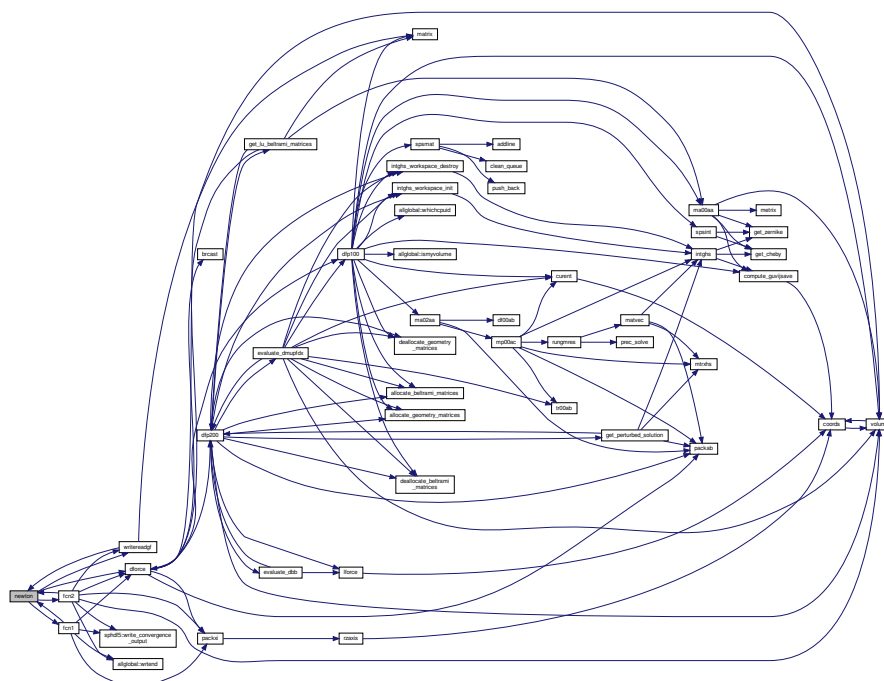 matrix
get_lu_beltrami_matrices
spsmat
addline
intghs_workspace_destroy
clean_queue
intghs_workspace_init
push_back
allglobal::whichcpuid
ma00aa
metrix
spsint
get_zernike
brcast
dfp100
allglobal::ismyvolume
intghs
get_cheby
curent
compute_guvijsave
ma02aa
df00ab
matvec
deallocate_geometry
_matrices
mp00ac
rungmres
prec_solve
evaluate_dmupfdx
mtrxhs
allocate_beltrami_matrices
tr00ab
allocate_geometry_matrices
dfp200
get_perturbed_solution
coords
volum
packab
deallocate_beltrami
_matrices
writereadgf
dforce
evaluate_dbb
lforce
newton
fcn2
fcn1
sphdf5::write_convergence
_output
packxi
rzaxis
allglobal::wrtend